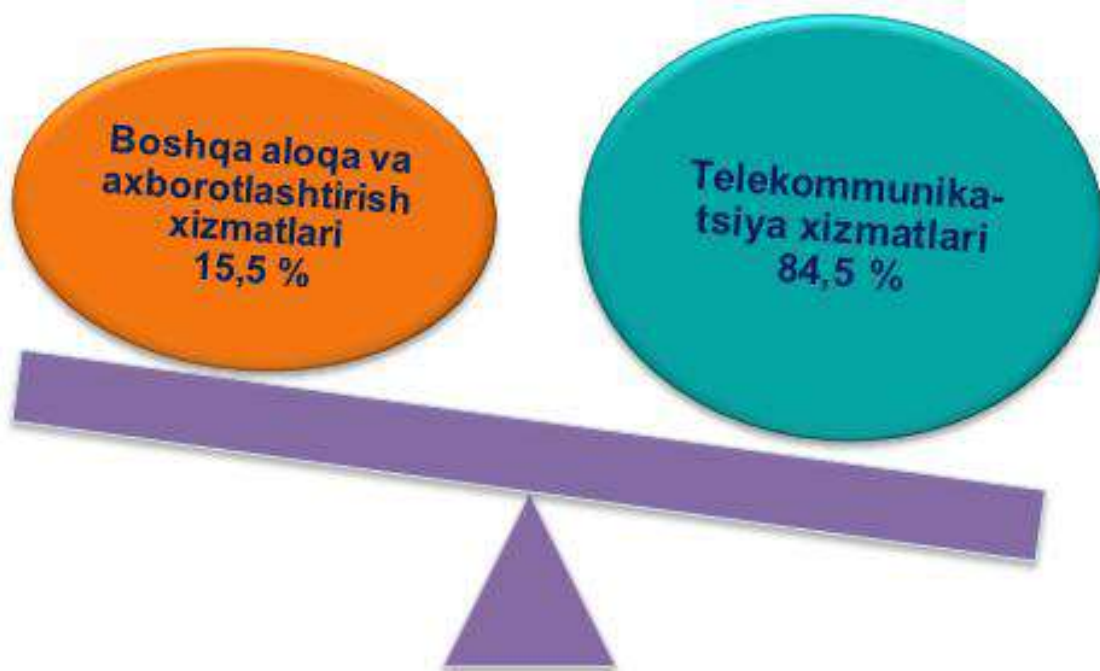 Boshqa aloqa va
axborotlashtirish
xizmatlari
15,5 %
Telekommunika-
tsiya xizmatlari
84,5 %